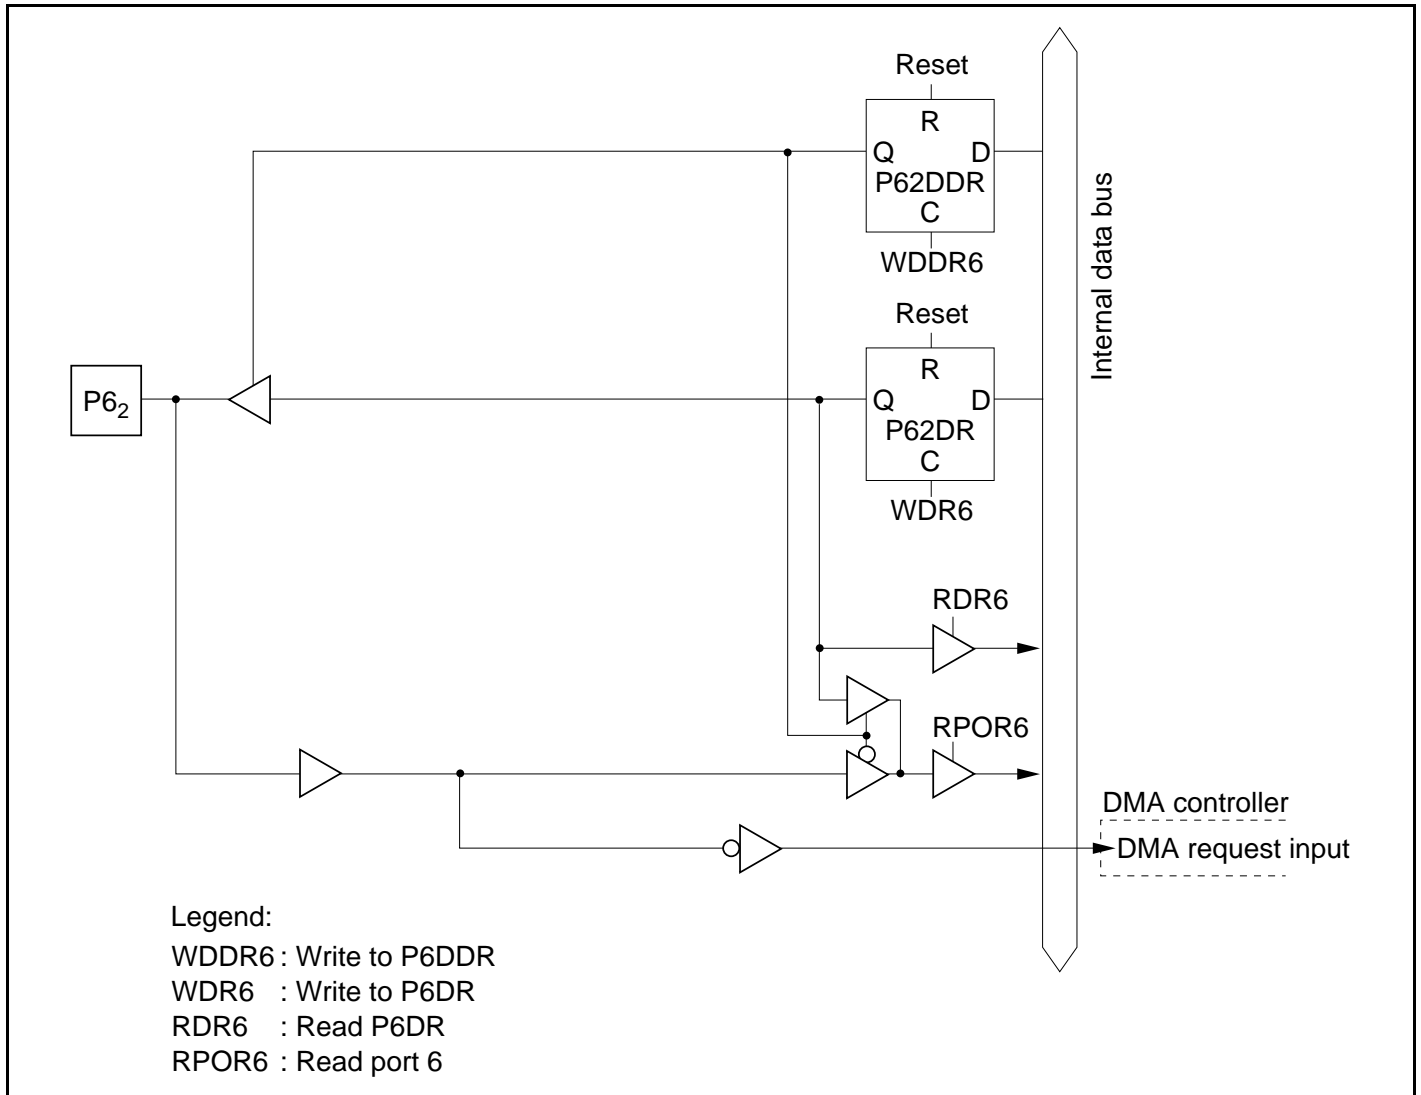 Reset
R
Q D
P62DDR
C
WDDR6
Internal data bus
Reset
R
P6₂
Q D
P62DR
C
WDR6
RDR6
RPOR6
DMA controller
DMA request input
Legend:
WDDR6 : Write to P6DDR
WDR6 : Write to P6DR
RDR6 : Read P6DR
RPOR6 : Read port 6